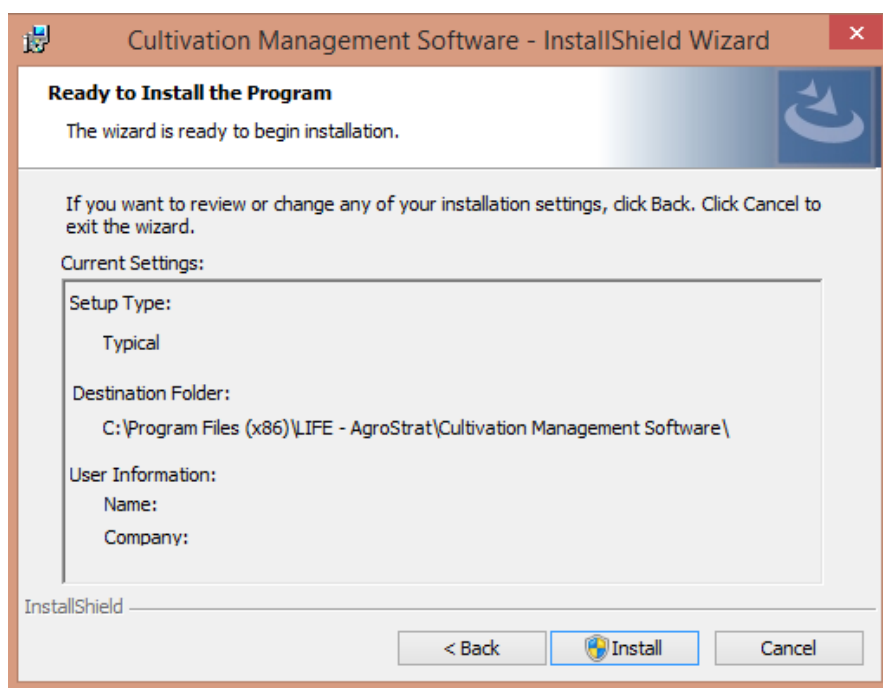 Cultivation Management Software - InstallShield Wizard
Ready to Install the Program
The wizard is ready to begin installation.
If you want to review or change any of your installation settings, click Back. Click Cancel to
exit the wizard.
Current Settings:
Setup Type:
Typical
Destination Folder:
C:\Program Files (x86)\LIFE - AgroStrat\Cultivation Management Software\
User Information:
Name:
Company:
InstallShield
< Back
Install
Cancel